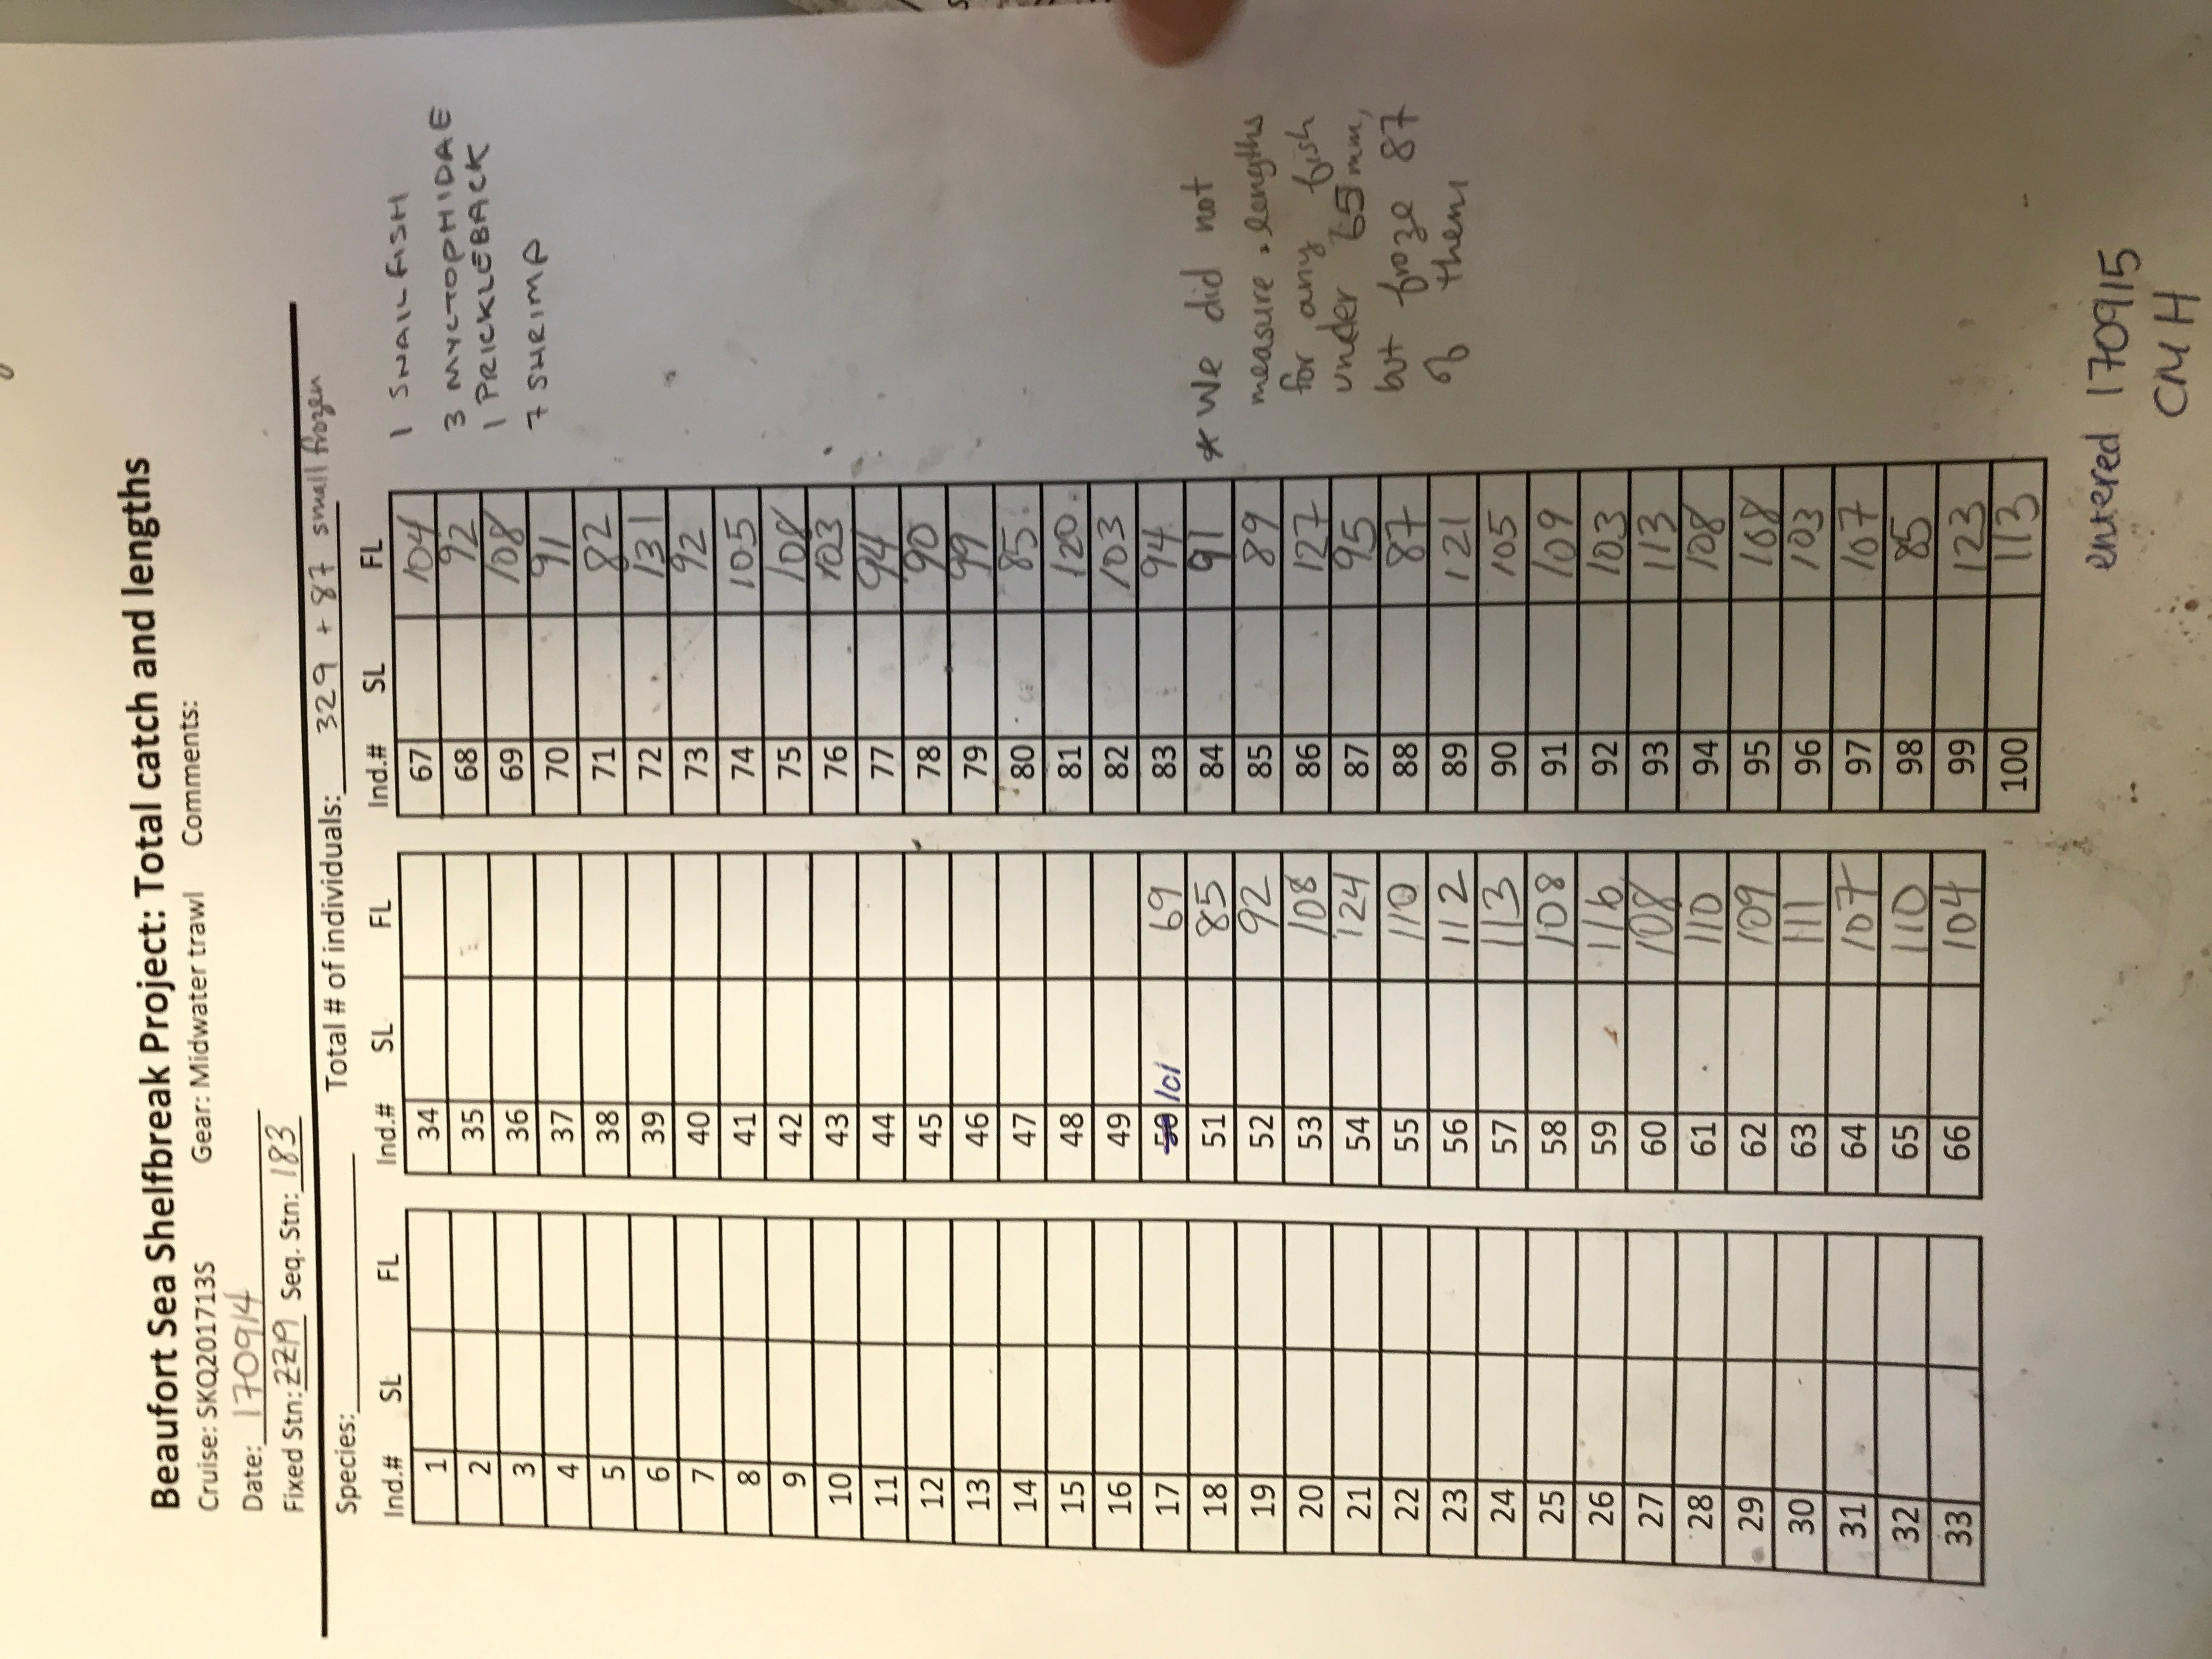 Beaufort Sea Shelfbreak Project: Total catch and lengths
Cruise: SKQ201713S Gear: Midwater trawl Comments:
Date: 170914
Fixed Stn: Seq. Stn: 183
Species: Total # of individuals: 329 + 87 small frozen
Ind.# SL FL Ind.# SL FL Ind.# SL FL
1 34 67 104
2 35 68 92
3 36 69 108
4 37 70 91
5 38 71 82
6 39 72 131
7 40 73 92
8 41 74 105
9 42 75 108
10 43 76 103
11 44 77 94
12 45 78 90
13 46 79 99
14 47 80 85
15 48 81 120
16 49 82 103
17 50 101 69 83 94
18 51 85 84 91
19 52 92 85 89
20 53 108 86 127
21 54 124 87 95
22 55 110 88 87
23 56 112 89 121
24 57 113 90 105
25 58 108 91 109
26 59 116 92 103
27 60 108 93 113
28 61 110 94 108
29 62 109 95 108
30 63 111 96 103
31 64 107 97 107
32 65 110 98 85
33 66 104 99 123
100 113
1 SNAILFISH
3 MYCTOPHIDAE
1 PRICKLEBACK
7 SHRIMP
* We did not
measure lengths
for any fish
under 65 mm,
but froze 87
of them
entered 170915
CMH